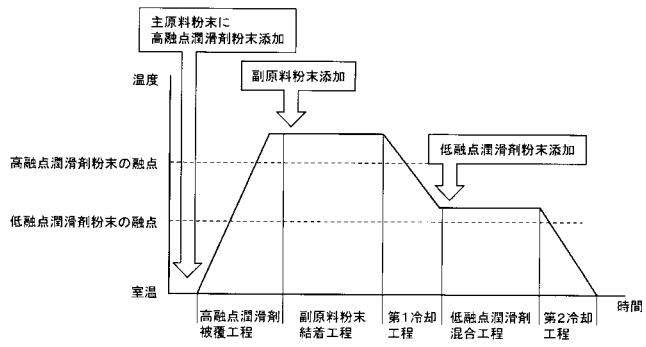 主原料粉末に
高融点潤滑剤粉末添加
温度
副原料粉末添加
低融点潤滑剤粉末添加
高融点潤滑剤粉末の融点
低融点潤滑剤粉末の融点
室温
時間
高融点潤滑剤
被覆工程
副原料粉末
結着工程
第1冷却
工程
低融点潤滑剤
混合工程
第2冷却
工程